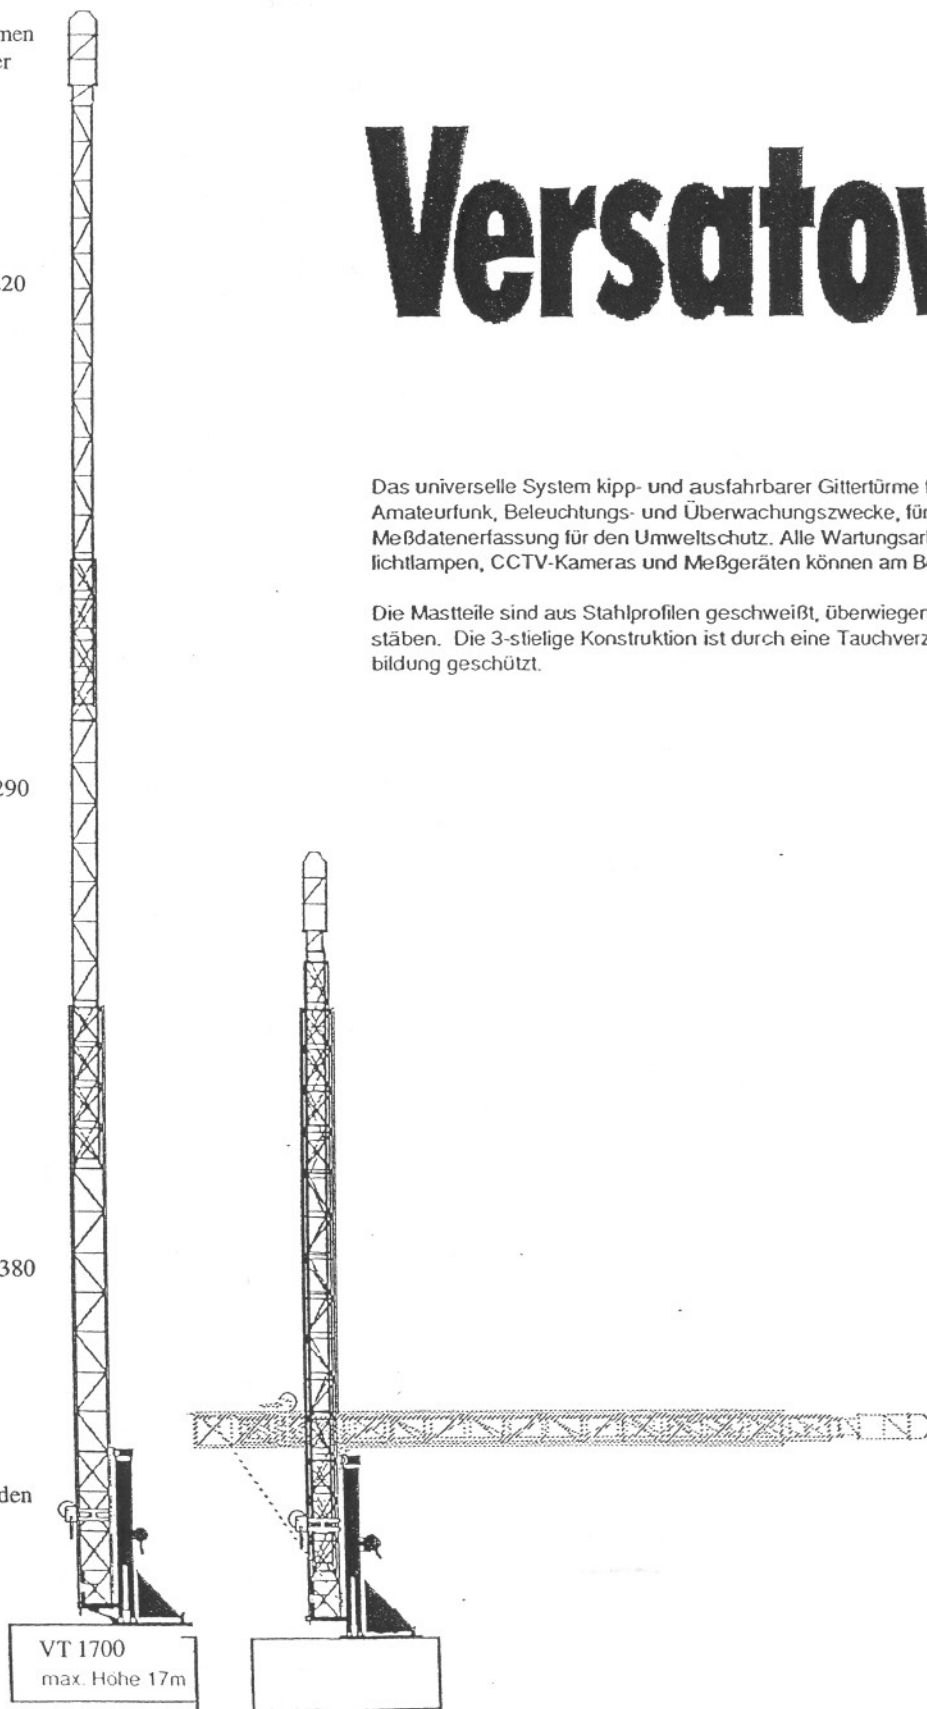 men
er
Versatow
20
Das universelle System kipp- und ausfahrbarer Gittertürme f
Amateurfunk, Beleuchtungs- und Überwachungszwecke, für
Meßdatenerfassung für den Umweltschutz. Alle Wartungsar
lichtlampen, CCTV-Kameras und Meßgeräten können am B
Die Mastteile sind aus Stahlprofilen geschweißt, überwiegen
stäben. Die 3-stielige Konstruktion ist durch eine Tauchverz
bildung geschützt.
290
380
den
VT 1700
max. Höhe 17m